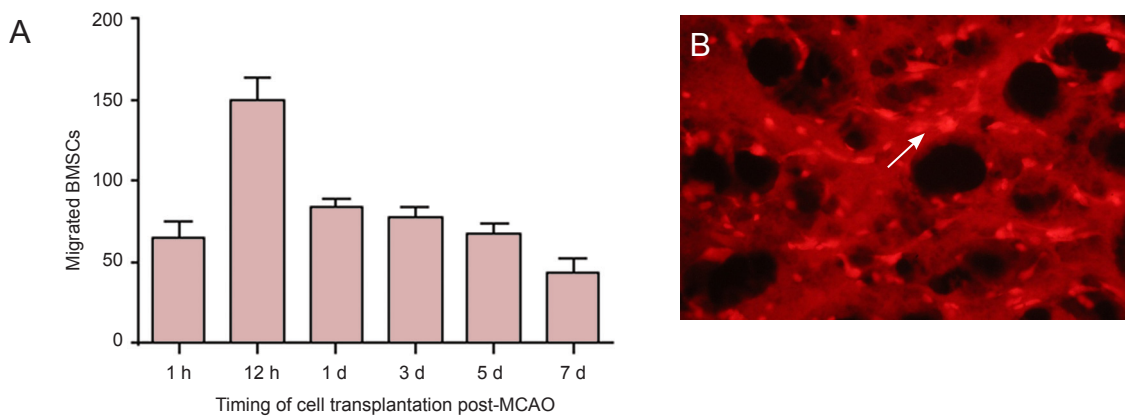 A
200
150
100
50
0
Migrated BMSCs
1 h 12 h 1 d 3 d 5 d 7 d
Timing of cell transplantation post-MCAO
B